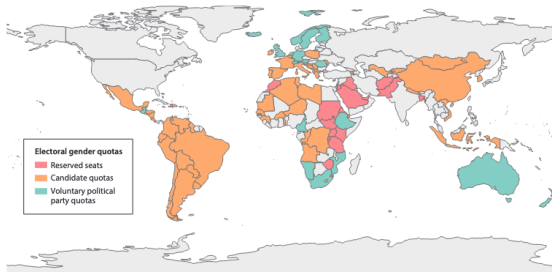 Electoral gender quotas
Reserved seats
Candidate quotas
Voluntary political
party quotas